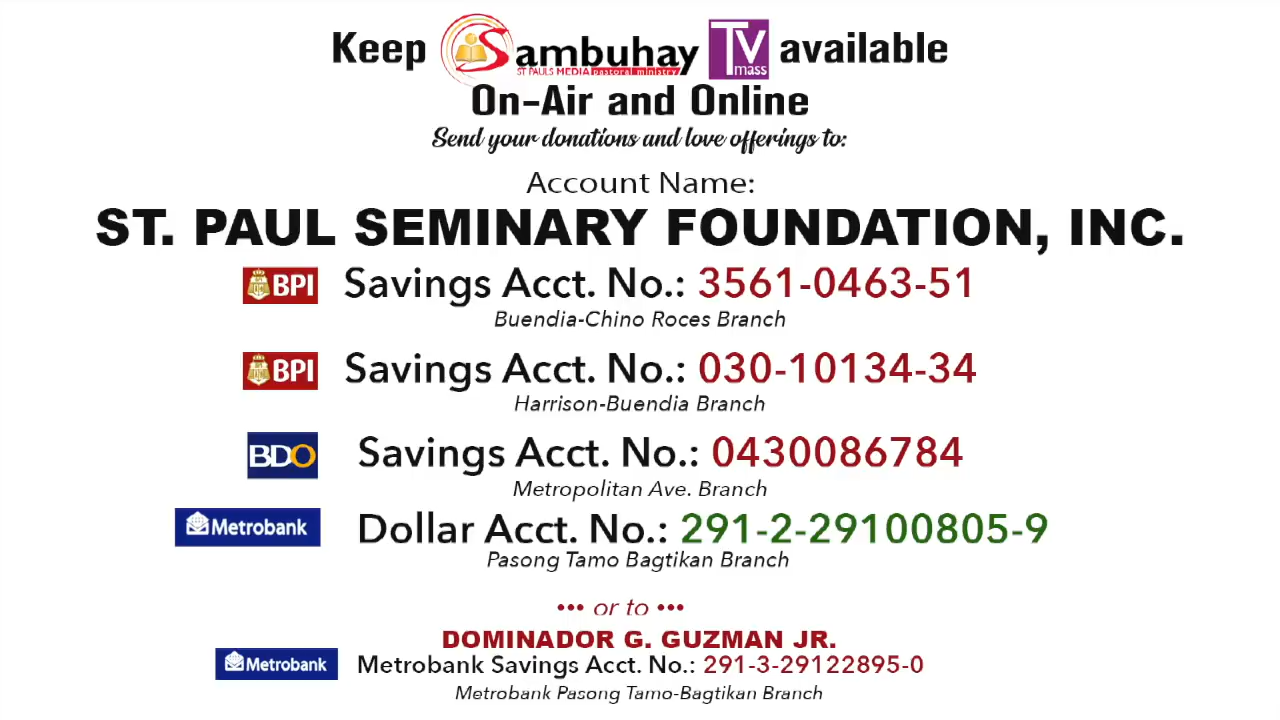 Keep Sambuhay TV mass available
ST PAULS MEDIA pastoral ministry
On-Air and Online
Send your donations and love offerings to:
Account Name:
ST. PAUL SEMINARY FOUNDATION, INC.
BPI Savings Acct. No.: 3561-0463-51
Buendia-Chino Roces Branch
BPI Savings Acct. No.: 030-10134-34
Harrison-Buendia Branch
BDO Savings Acct. No.: 0430086784
Metropolitan Ave. Branch
Metrobank Dollar Acct. No.: 291-2-29100805-9
Pasong Tamo Bagtikan Branch
••• or to •••
DOMINADOR G. GUZMAN JR.
Metrobank Metrobank Savings Acct. No.: 291-3-29122895-0
Metrobank Pasong Tamo-Bagtikan Branch